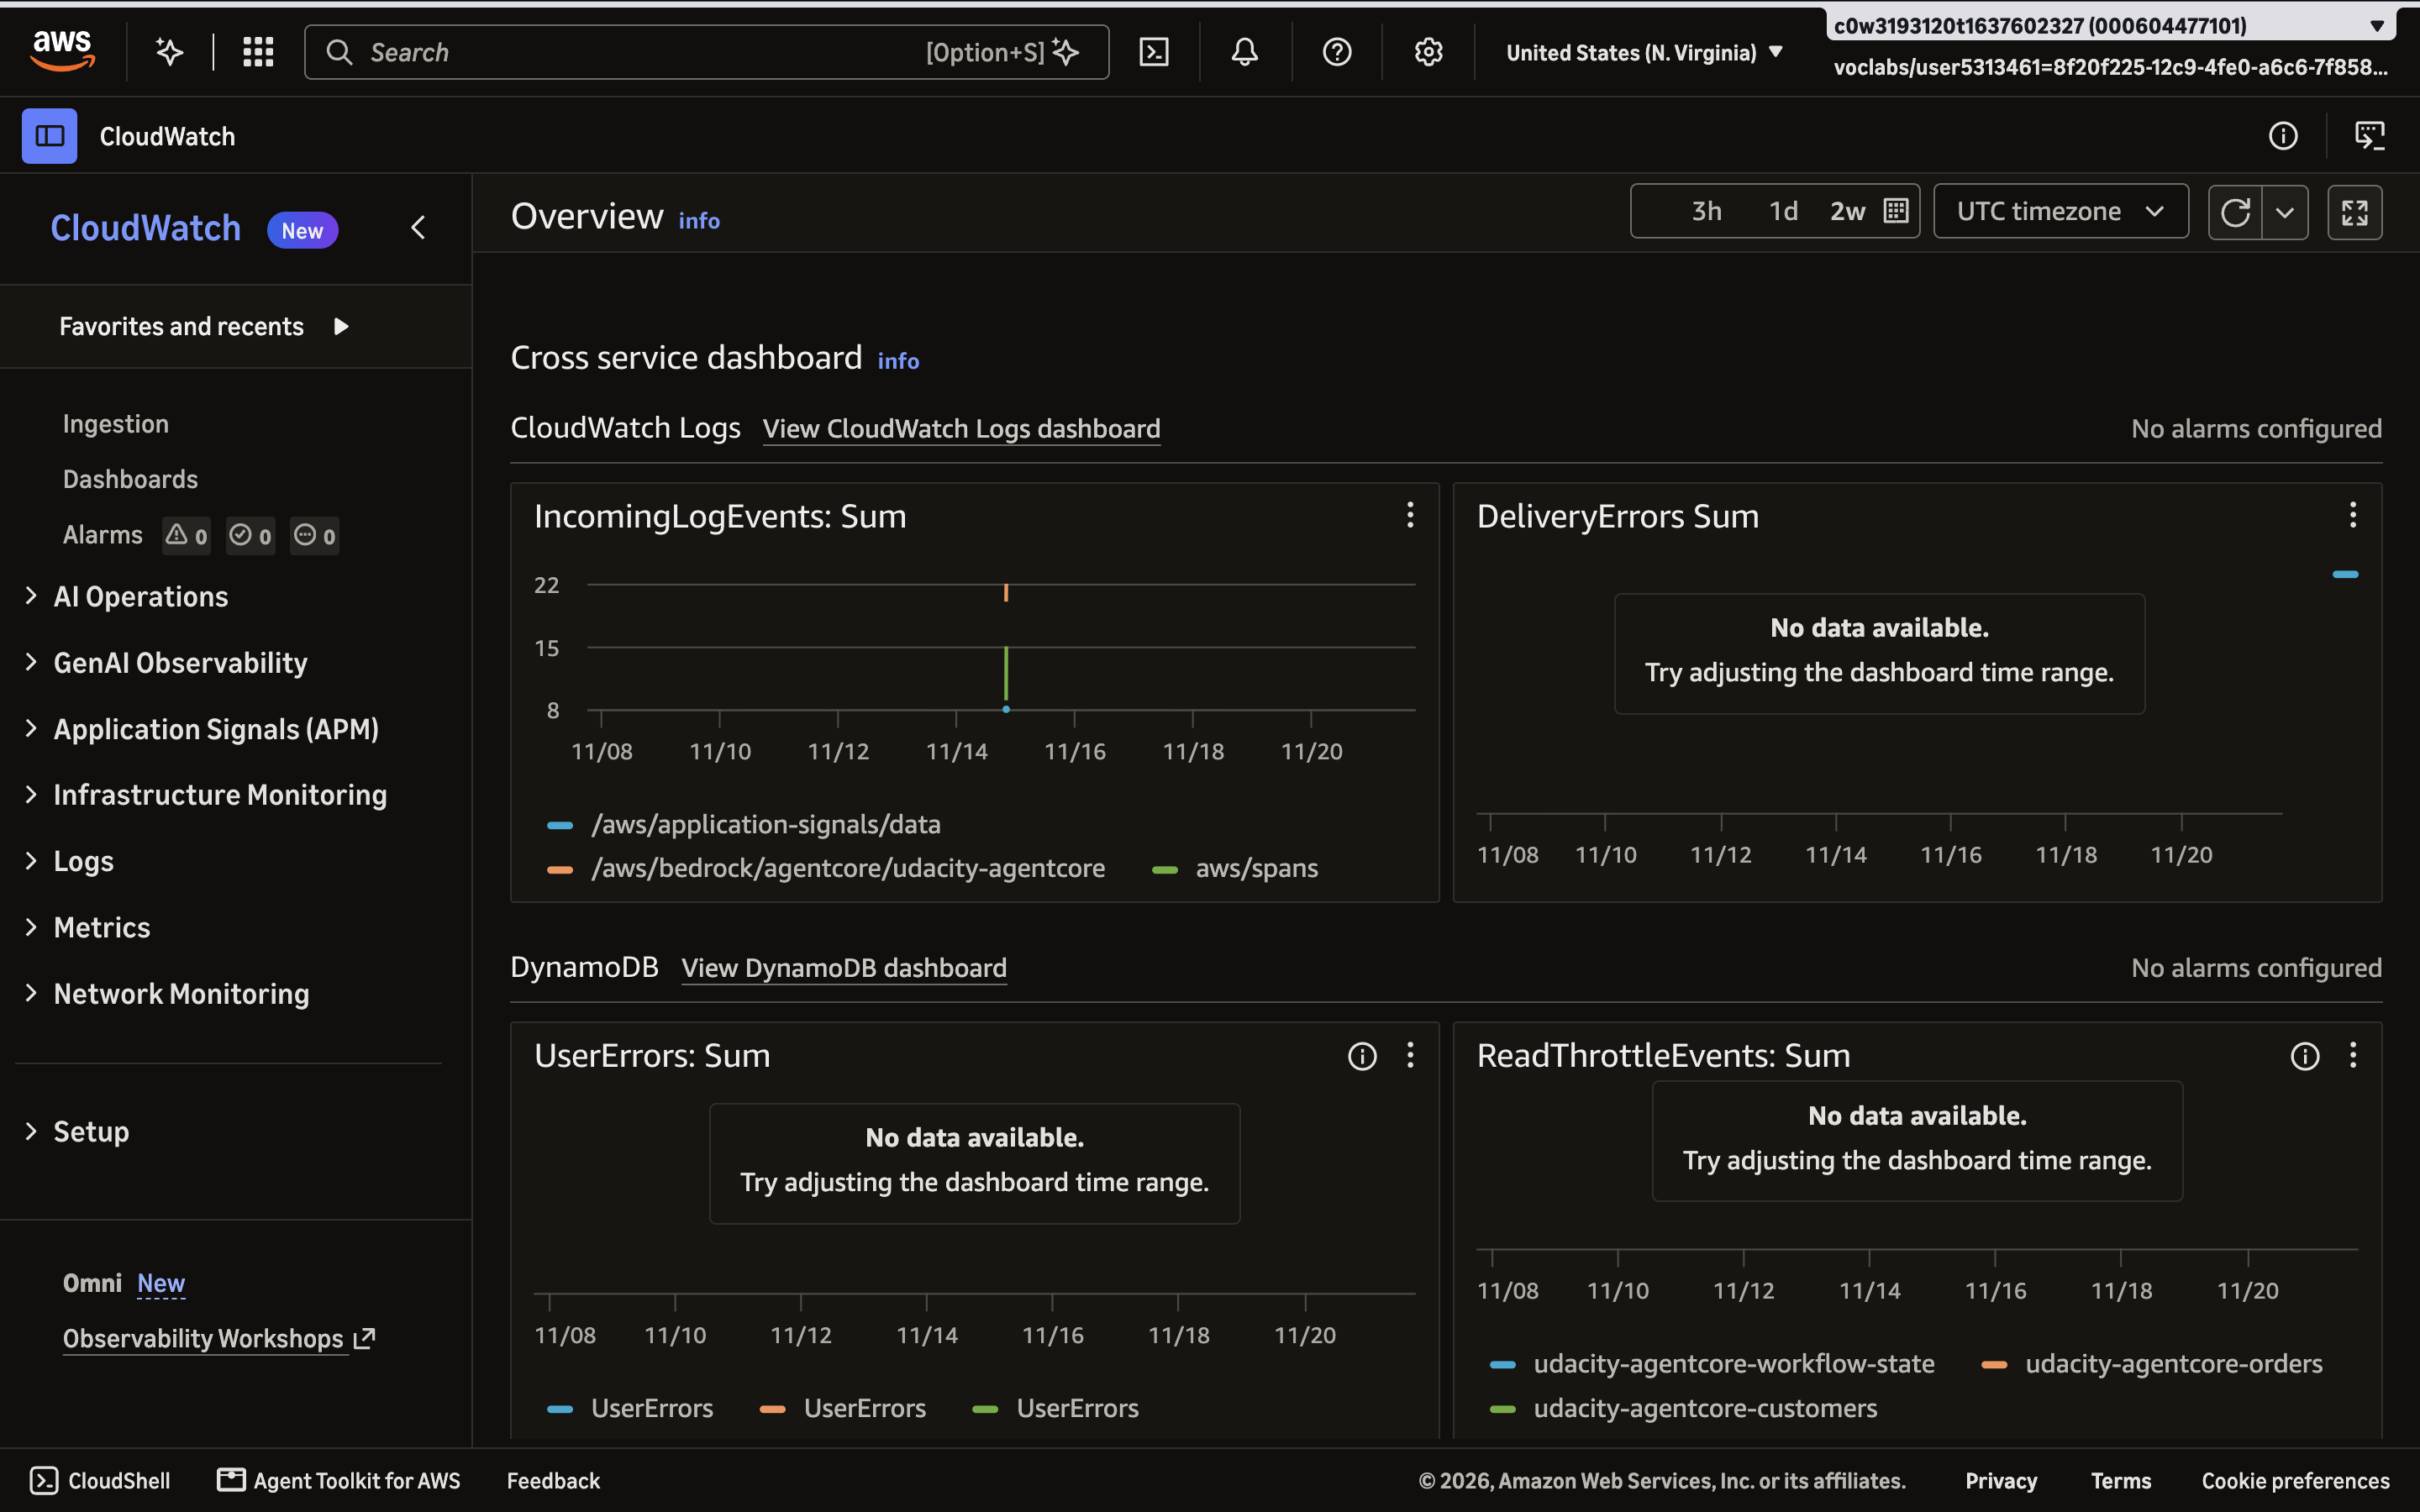 aws
Search [Option+S]
United States (N. Virginia)
c0w3193120t1637602327 (000604477101)
voclabs/user5313461=8f20f225-12c9-4fe0-a6c6-7f858...
CloudWatch
CloudWatch New
Favorites and recents
Ingestion
Dashboards
Alarms 0 0 0
AI Operations
GenAI Observability
Application Signals (APM)
Infrastructure Monitoring
Logs
Metrics
Network Monitoring
Setup
Omni New
Observability Workshops
Overview info
3h 1d 2w UTC timezone
Cross service dashboard info
CloudWatch Logs View CloudWatch Logs dashboard No alarms configured
IncomingLogEvents: Sum
22
15
8
11/08 11/10 11/12 11/14 11/16 11/18 11/20
/aws/application-signals/data
/aws/bedrock/agentcore/udacity-agentcore aws/spans
DeliveryErrors Sum
No data available.
Try adjusting the dashboard time range.
11/08 11/10 11/12 11/14 11/16 11/18 11/20
DynamoDB View DynamoDB dashboard No alarms configured
UserErrors: Sum
No data available.
Try adjusting the dashboard time range.
11/08 11/10 11/12 11/14 11/16 11/18 11/20
UserErrors UserErrors UserErrors
ReadThrottleEvents: Sum
No data available.
Try adjusting the dashboard time range.
11/08 11/10 11/12 11/14 11/16 11/18 11/20
udacity-agentcore-workflow-state udacity-agentcore-orders
udacity-agentcore-customers
CloudShell Agent Toolkit for AWS Feedback © 2026, Amazon Web Services, Inc. or its affiliates. Privacy Terms Cookie preferences